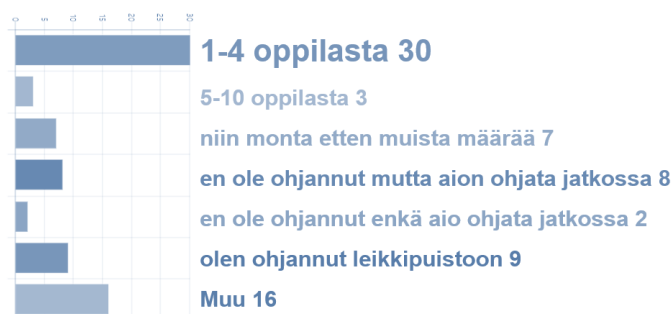 0 5 10 15 20 25 30
1-4 oppilasta 30
5-10 oppilasta 3
niin monta etten muista määrää 7
en ole ohjannut mutta aion ohjata jatkossa 8
en ole ohjannut enkä aio ohjata jatkossa 2
olen ohjannut leikkipuistoon 9
Muu 16